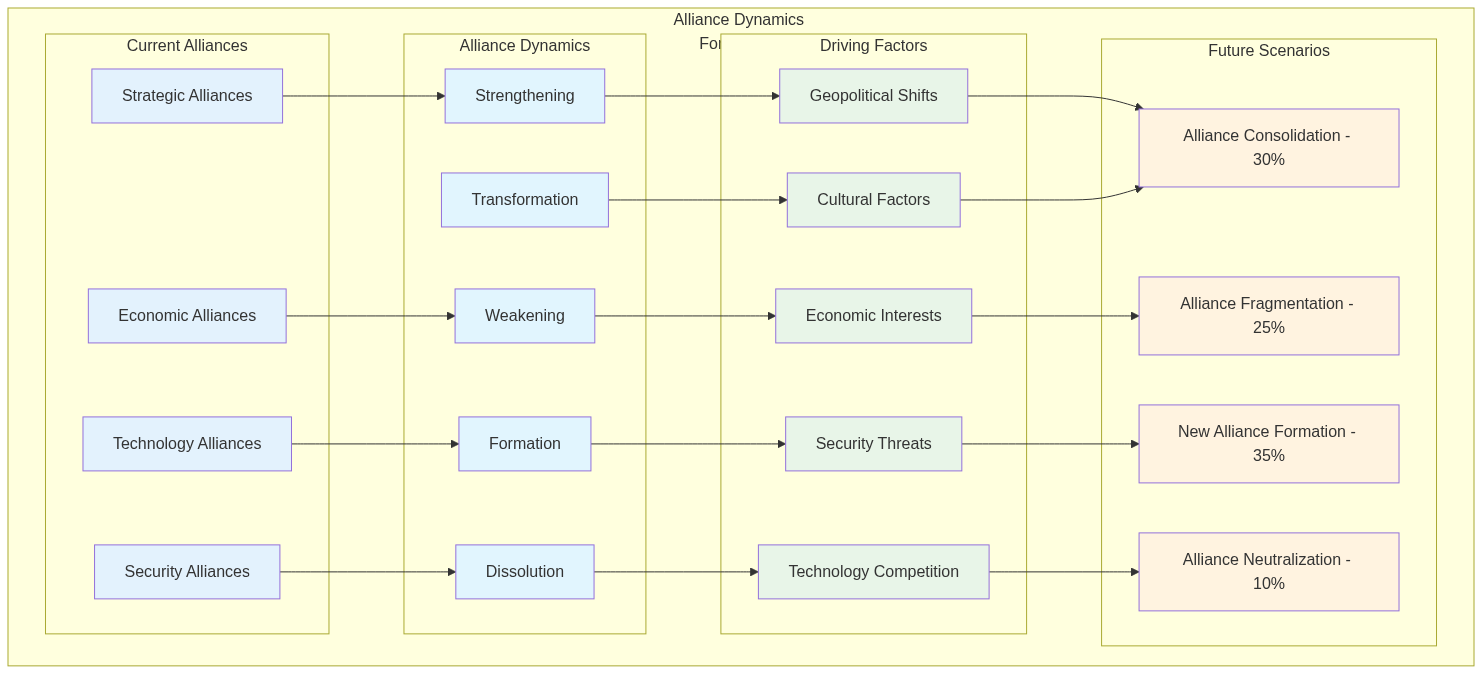 Alliance Dynamics
Current Alliances
Strategic Alliances
Economic Alliances
Technology Alliances
Security Alliances
Alliance Dynamics
Strengthening
Transformation
Weakening
Formation
Dissolution
Driving Factors
Geopolitical Shifts
Cultural Factors
Economic Interests
Security Threats
Technology Competition
Future Scenarios
Alliance Consolidation -
30%
Alliance Fragmentation -
25%
New Alliance Formation -
35%
Alliance Neutralization -
10%